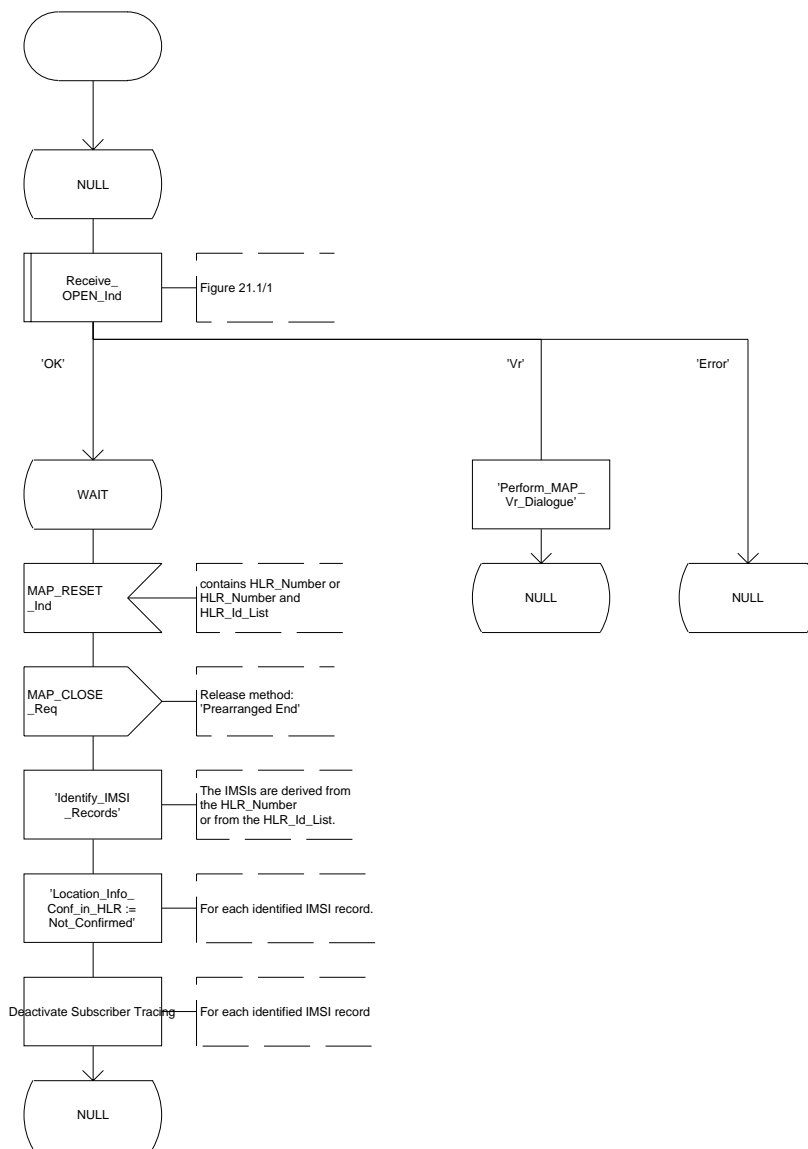 NULL
Receive_
OPEN_Ind
Figure 21.1/1
'OK'
'Vr'
'Error'
WAIT
'Perform_MAP_
Vr_Dialogue'
MAP_RESET
_Ind
contains HLR_Number or
HLR_Number and
HLR_Id_List
NULL
NULL
MAP_CLOSE
_Req
Release method:
'Prearranged End'
'Identify_IMSI
_Records'
The IMSIs are derived from
the HLR_Number
or from the HLR_Id_List.
'Location_Info_
Conf_in_HLR :=
Not_Confirmed'
For each identified IMSI record.
Deactivate Subscriber Tracing
For each identified IMSI record
NULL